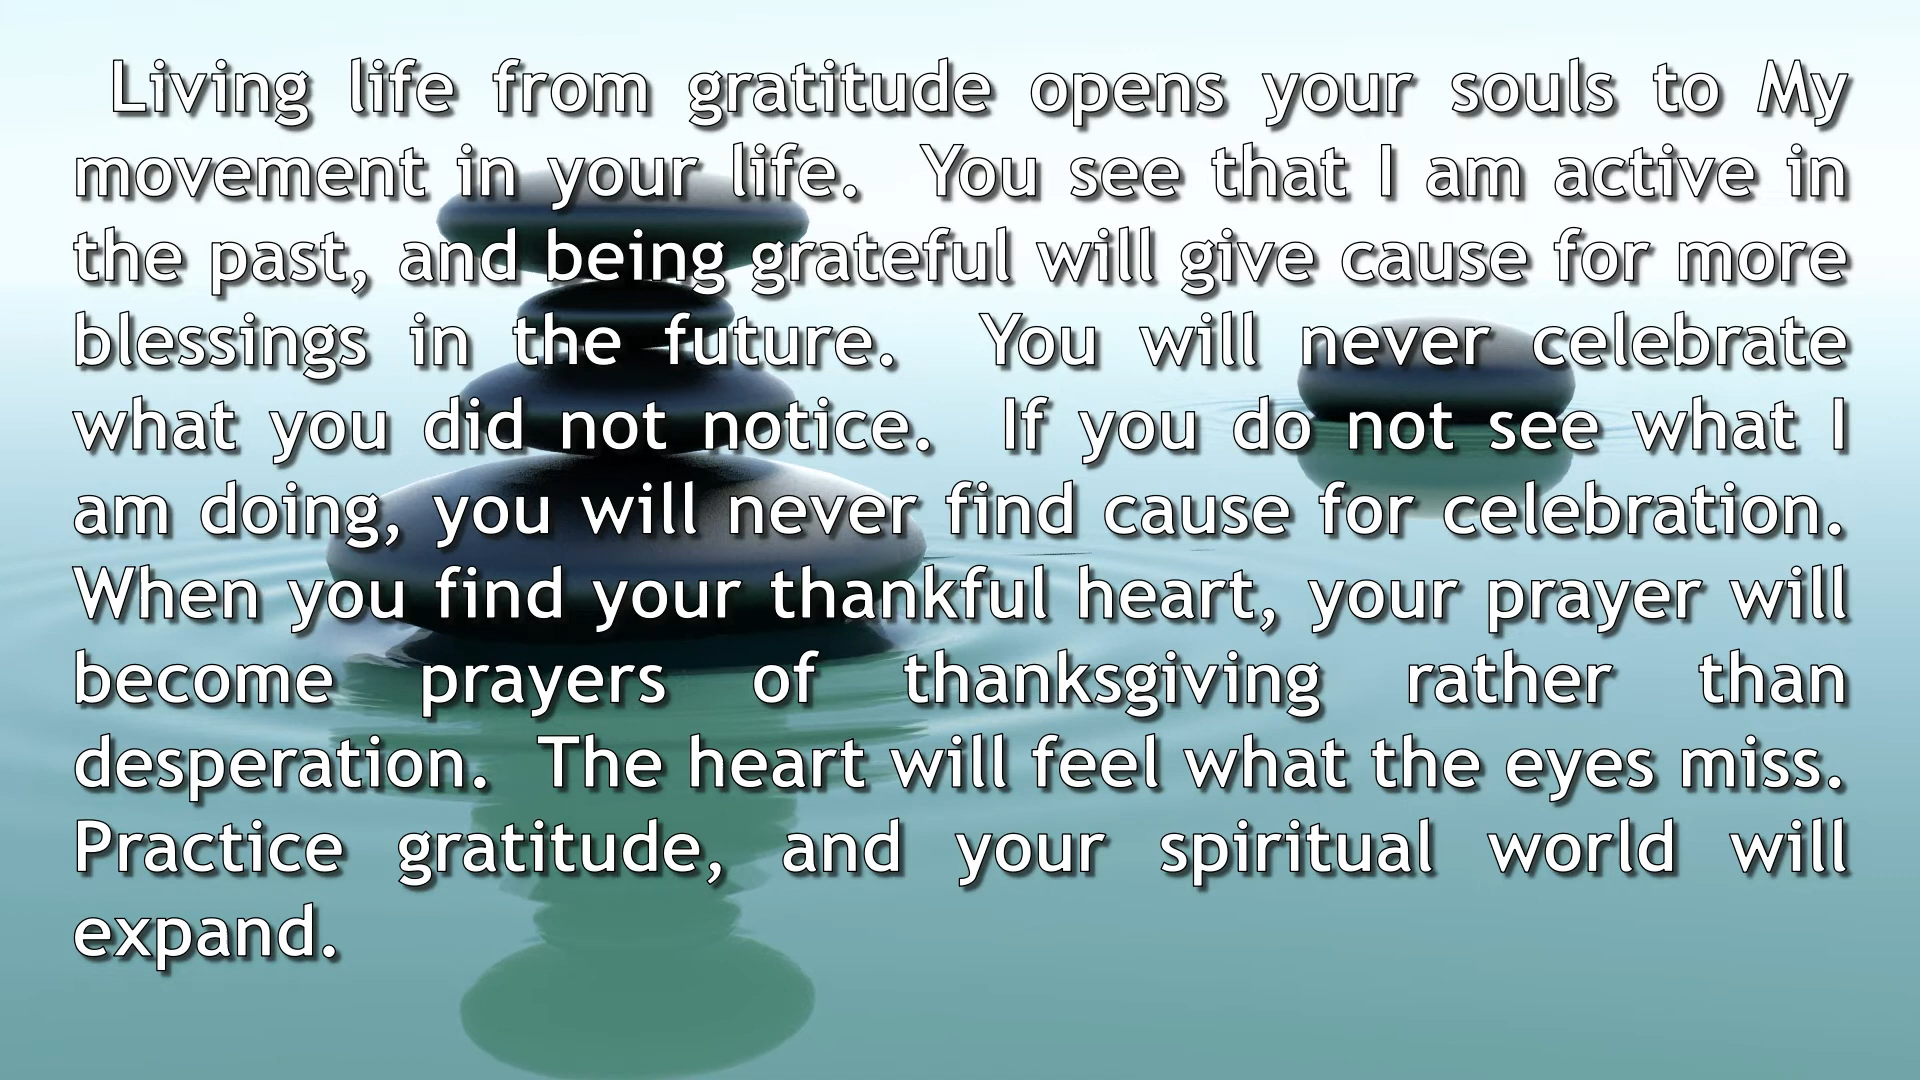 Living life from gratitude opens your souls to My
movement in your life. You see that I am active in
the past, and being grateful will give cause for more
blessings in the future. You will never celebrate
what you did not notice. If you do not see what I
am doing, you will never find cause for celebration.
When you find your thankful heart, your prayer will
become prayers of thanksgiving rather than
desperation. The heart will feel what the eyes miss.
Practice gratitude, and your spiritual world will
expand.